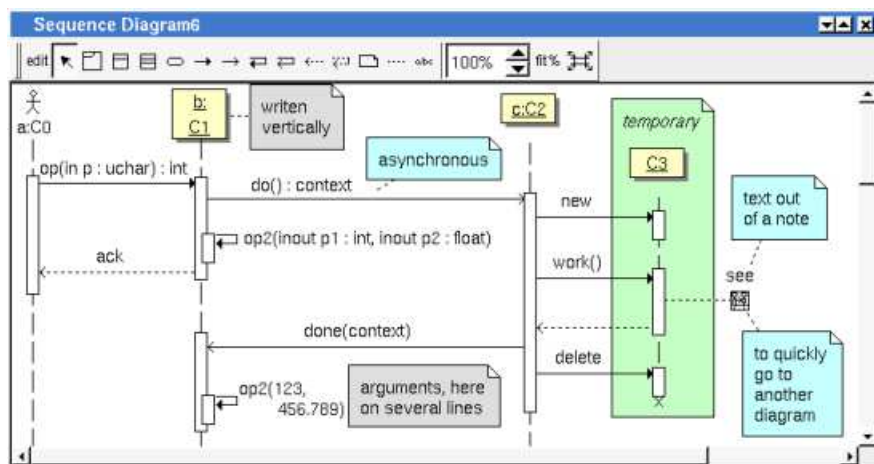 Sequence Diagram6
edit
abc
100%
fit%
a:C0
b:
C1
writen
vertically
c:C2
temporary
C3
asynchronous
op(in p : uchar) : int
do() : context
new
text out
of a note
op2(inout p1 : int, inout p2 : float)
ack
work()
see
done(context)
delete
to quickly
go to
another
diagram
op2(123,
456.789)
arguments, here
on several lines